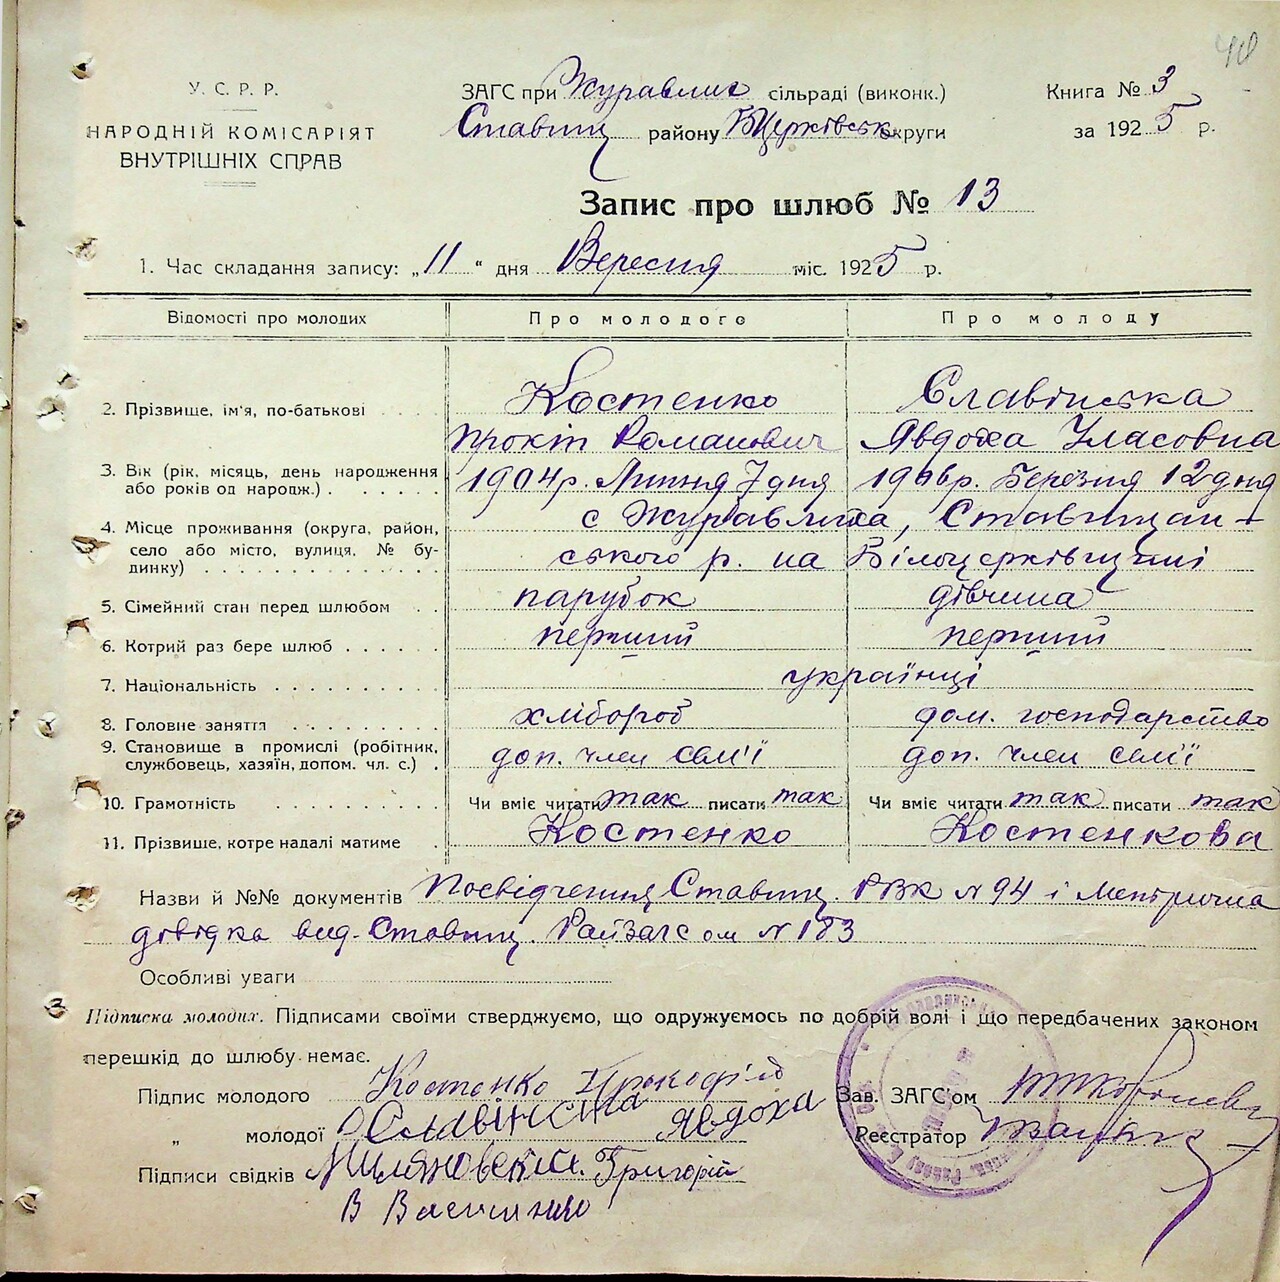 40
У. С. Р. Р.
НАРОДНІЙ КОМІСАРІЯТ
ВНУТРІШНІХ СПРАВ
ЗАГС при Журавлих сільраді (виконк.)
Ставищ району Б Церківськ округи
Книга № 3
за 1925 р.
Запис про шлюб № 13
1. Час складання запису: „11" дня Вересня міс. 1925 р.
Відомості про молодих Про молодого Про молоду
2. Прізвище, ім'я, по-батькові Костенко Славінська
Прокіп Романович Явдоха Уласовна
3. Вік (рік, місяць, день народження або років од народж.) 1904 р. Липня 7 дня 1906 р. Березня 12 дня
4. Місце проживання (округа, район, село або місто, вулиця, № будинку) с Журавлиха, Ставищан-
ського р. на Білоцерківщині
5. Сімейний стан перед шлюбом парубок дівчина
6. Котрий раз бере шлюб перший перший
7. Національність українці
8. Головне заняття хлібороб дом. господарство
9. Становище в промислі (робітник, службовець, хазяїн, допом. чл. с.) доп. член сем'ї доп. член сем'ї
10. Грамотність Чи вміє читати так писати так Чи вміє читати так писати так
11. Прізвище, котре надалі матиме Костенко Костенкова
Назви й №№ документів Посвідчення Ставищ. РВК N 94 і Метрична
довідка вид. Ставищ. Райзагсом N 183
Особливі уваги
Підписка молодих. Підписами своїми стверджуємо, що одружуємось по добрій волі і що передбачених законом
перешкід до шлюбу немає.
Підпис молодого Костенко Прокофій
„ молодої Славінська Явдоха
Зав. ЗАГС'ом
Реєстратор
Підписи свідків Григорій
В